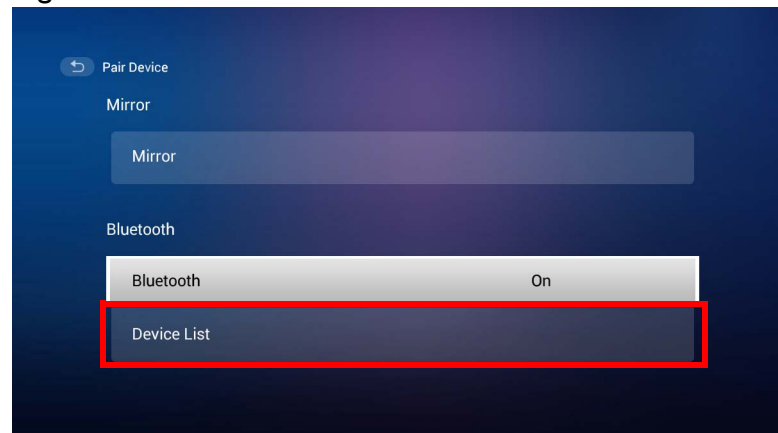 Pair Device
Mirror
Mirror
Bluetooth
Bluetooth On
Device List